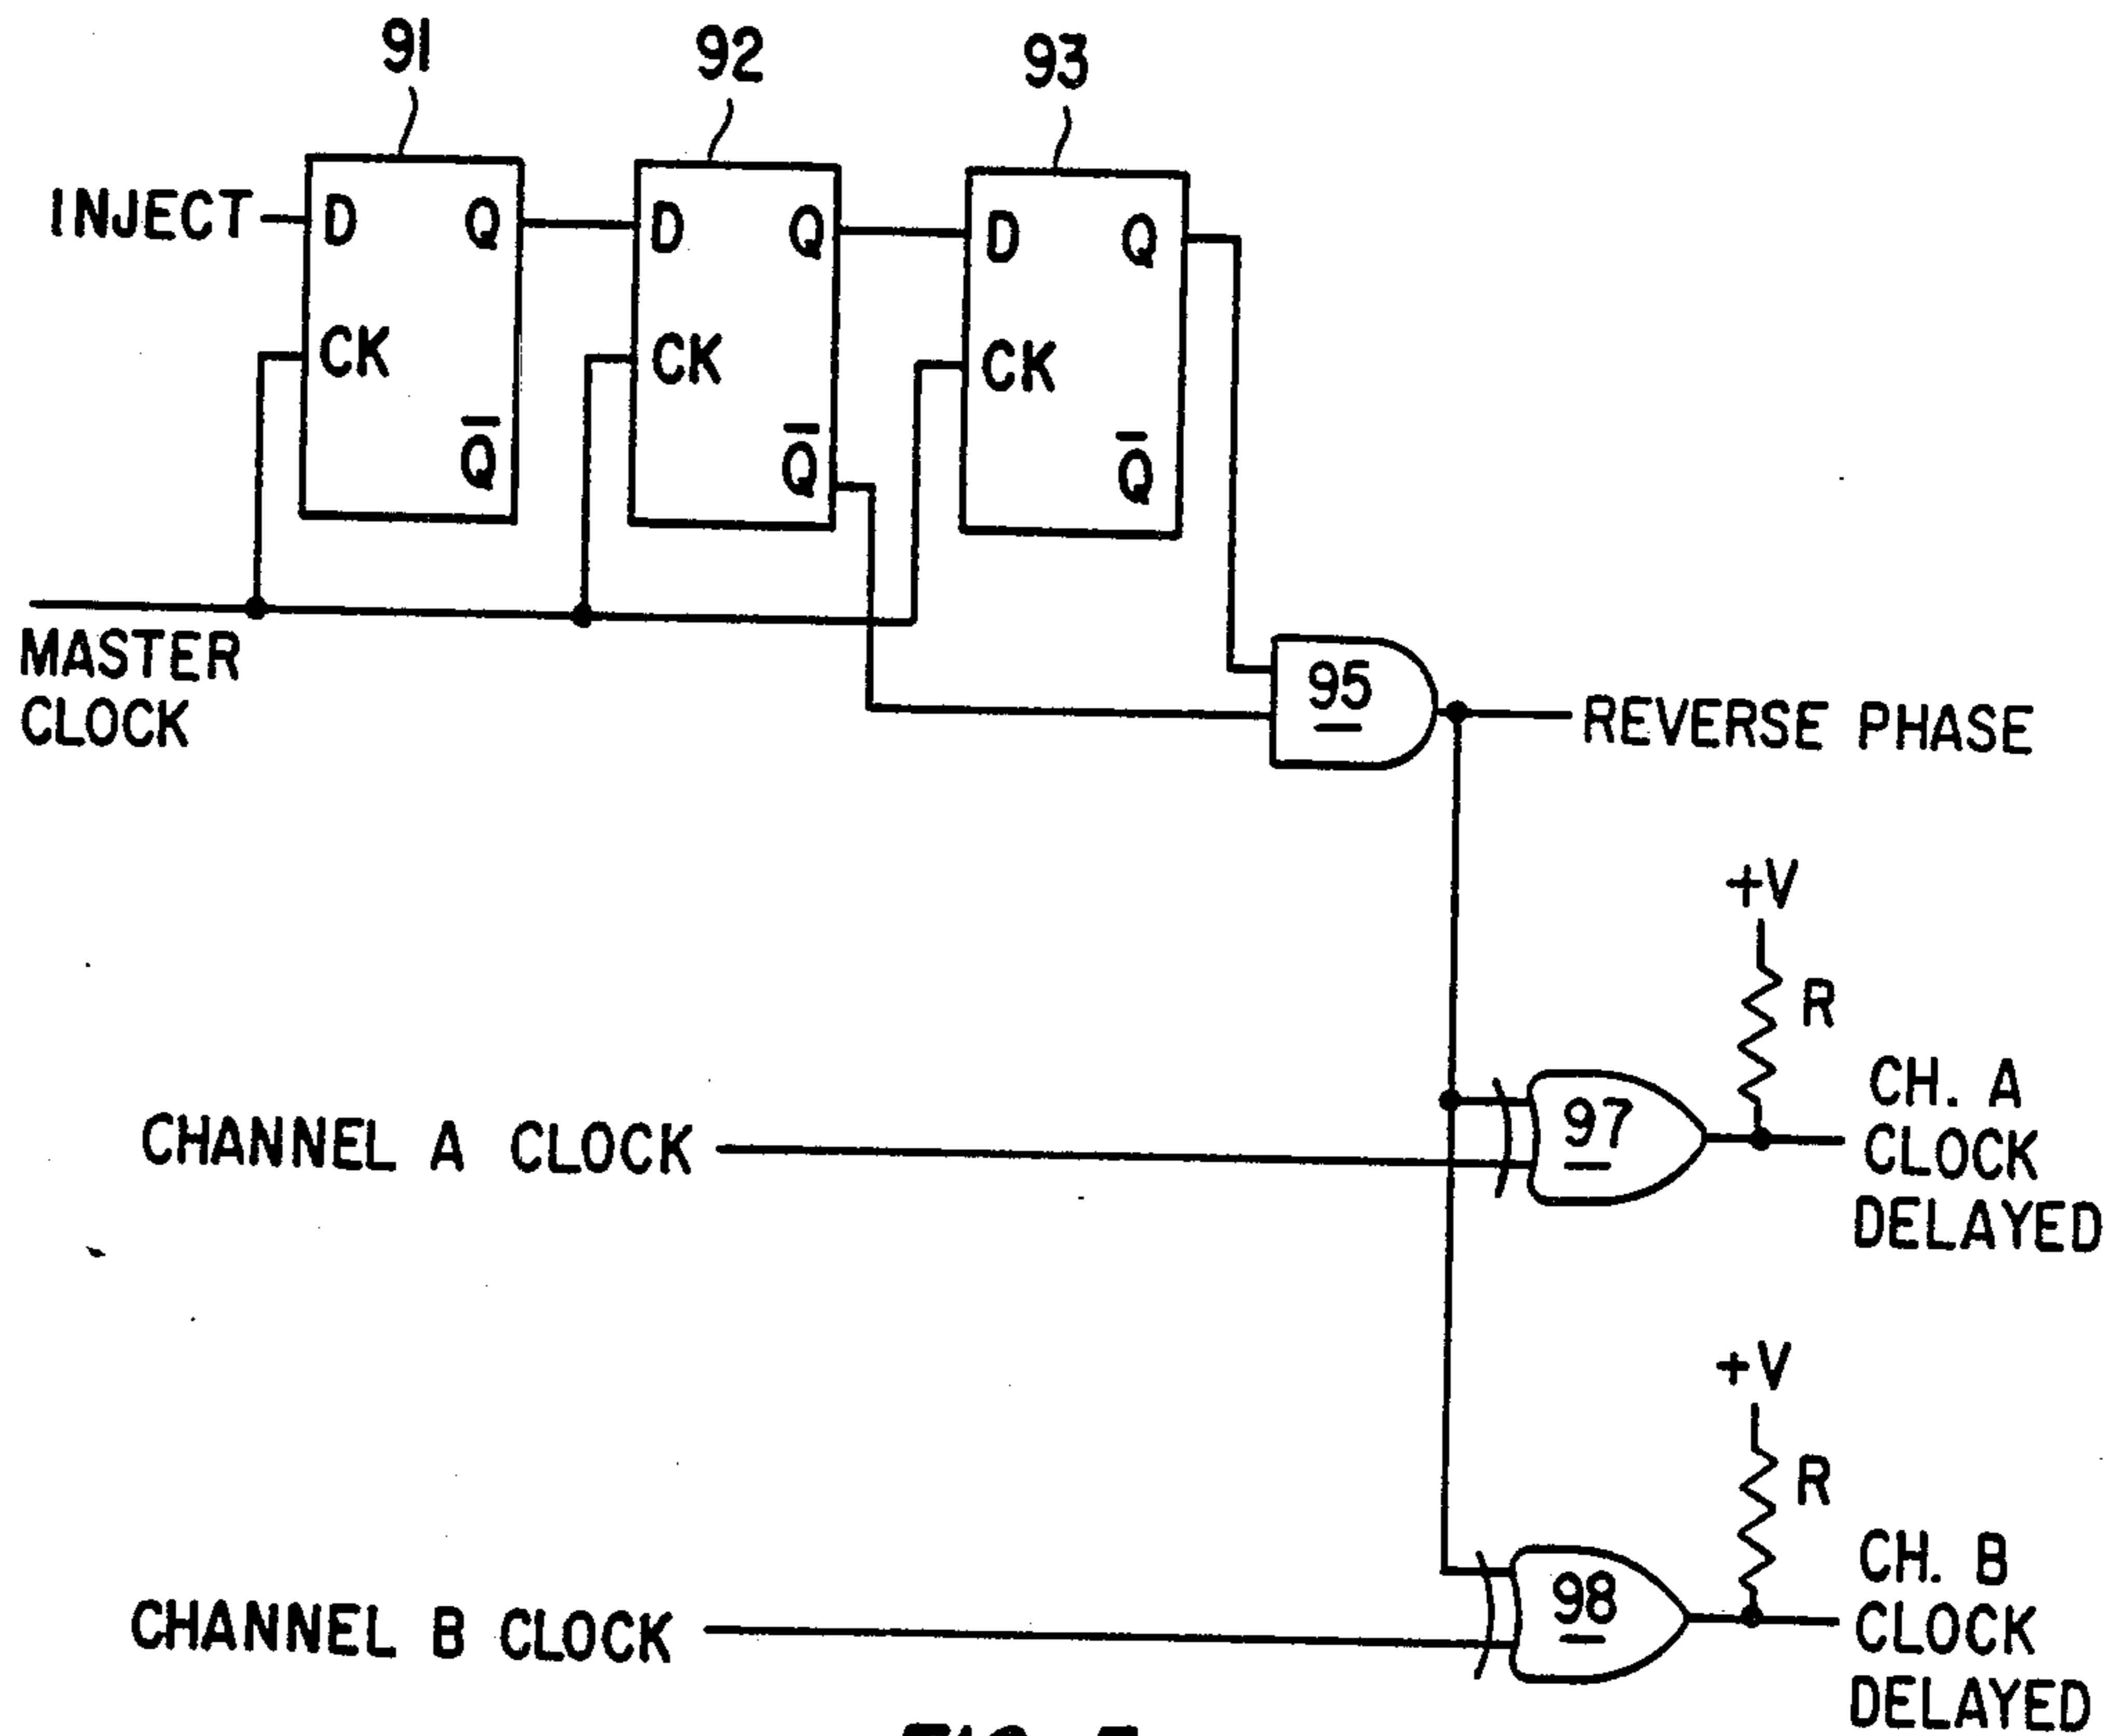 91
92
93
INJECT
D
Q
D
Q
D
Q
CK
CK
CK
Q̅
Q̅
Q̅
MASTER
CLOCK
95
REVERSE PHASE
+V
R
CHANNEL A CLOCK
97
CH. A
CLOCK
DELAYED
+V
R
CHANNEL B CLOCK
98
CH. B
CLOCK
DELAYED